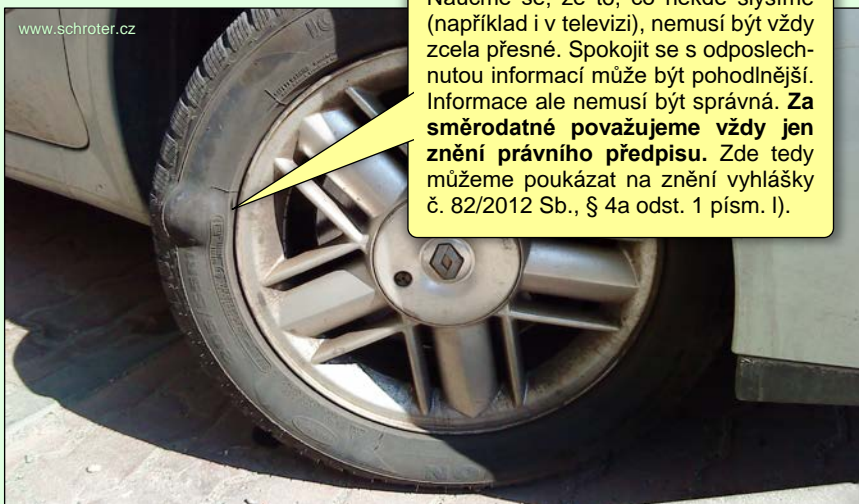 www.schroter.cz
Naučme se, že to, co někde slyšíme
(například i v televizi), nemusí být vždy
zcela přesné. Spokojit se s odposlech-
nutou informací může být pohodlnější.
Informace ale nemusí být správná. Za
směrodatné považujeme vždy jen
znění právního předpisu. Zde tedy
můžeme poukázat na znění vyhlášky
č. 82/2012 Sb., § 4a odst. 1 písm. l).